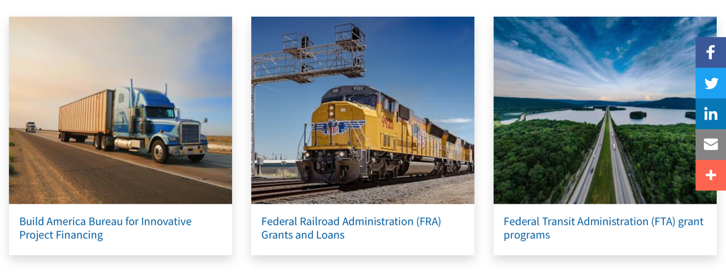 Build America Bureau for Innovative
Project Financing
Federal Railroad Administration (FRA)
Grants and Loans
Federal Transit Administration (FTA) grant
programs